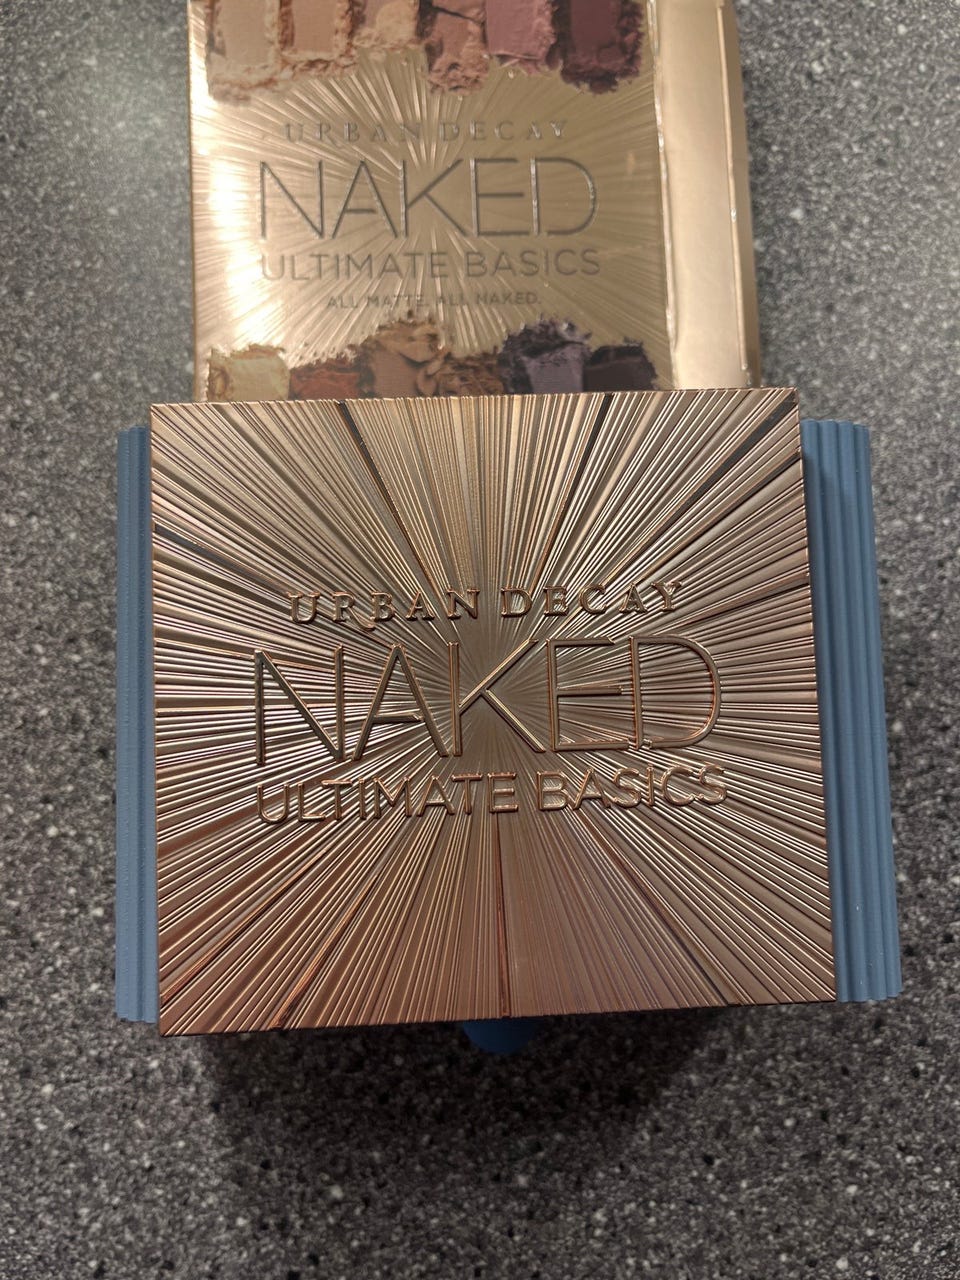 URBAN DECAY
NAKED
ULTIMATE BASICS
ALL MATTE. ALL NAKED.
URBAN DECAY
NAKED
ULTIMATE BASICS